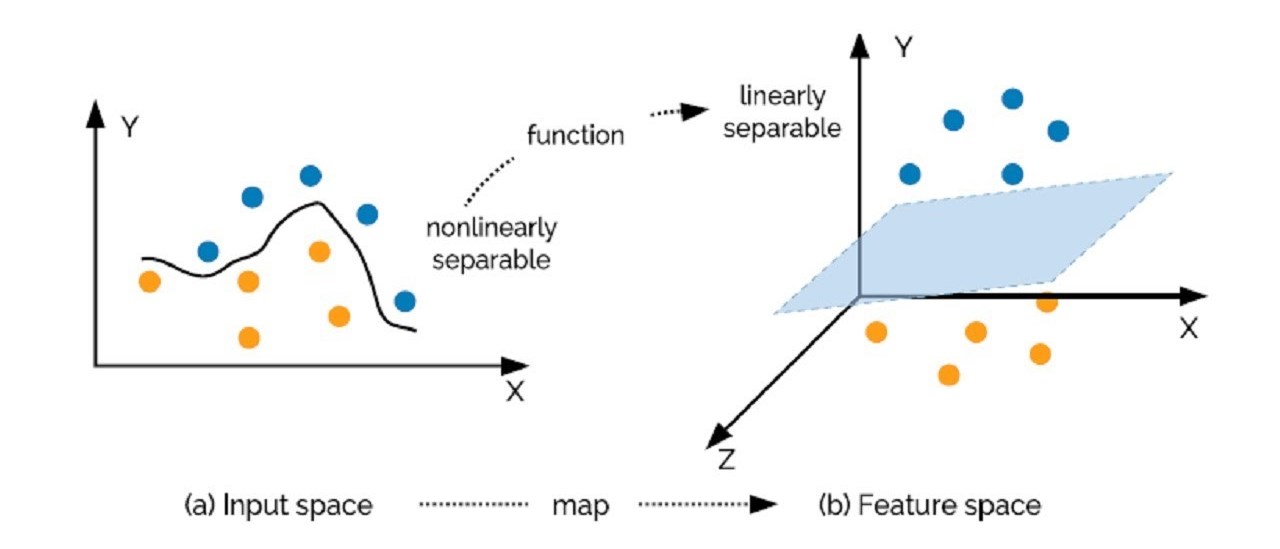 Y
linearly
separable
function
Y
nonlinearly
separable
X
X
Z
(a) Input space
map
(b) Feature space